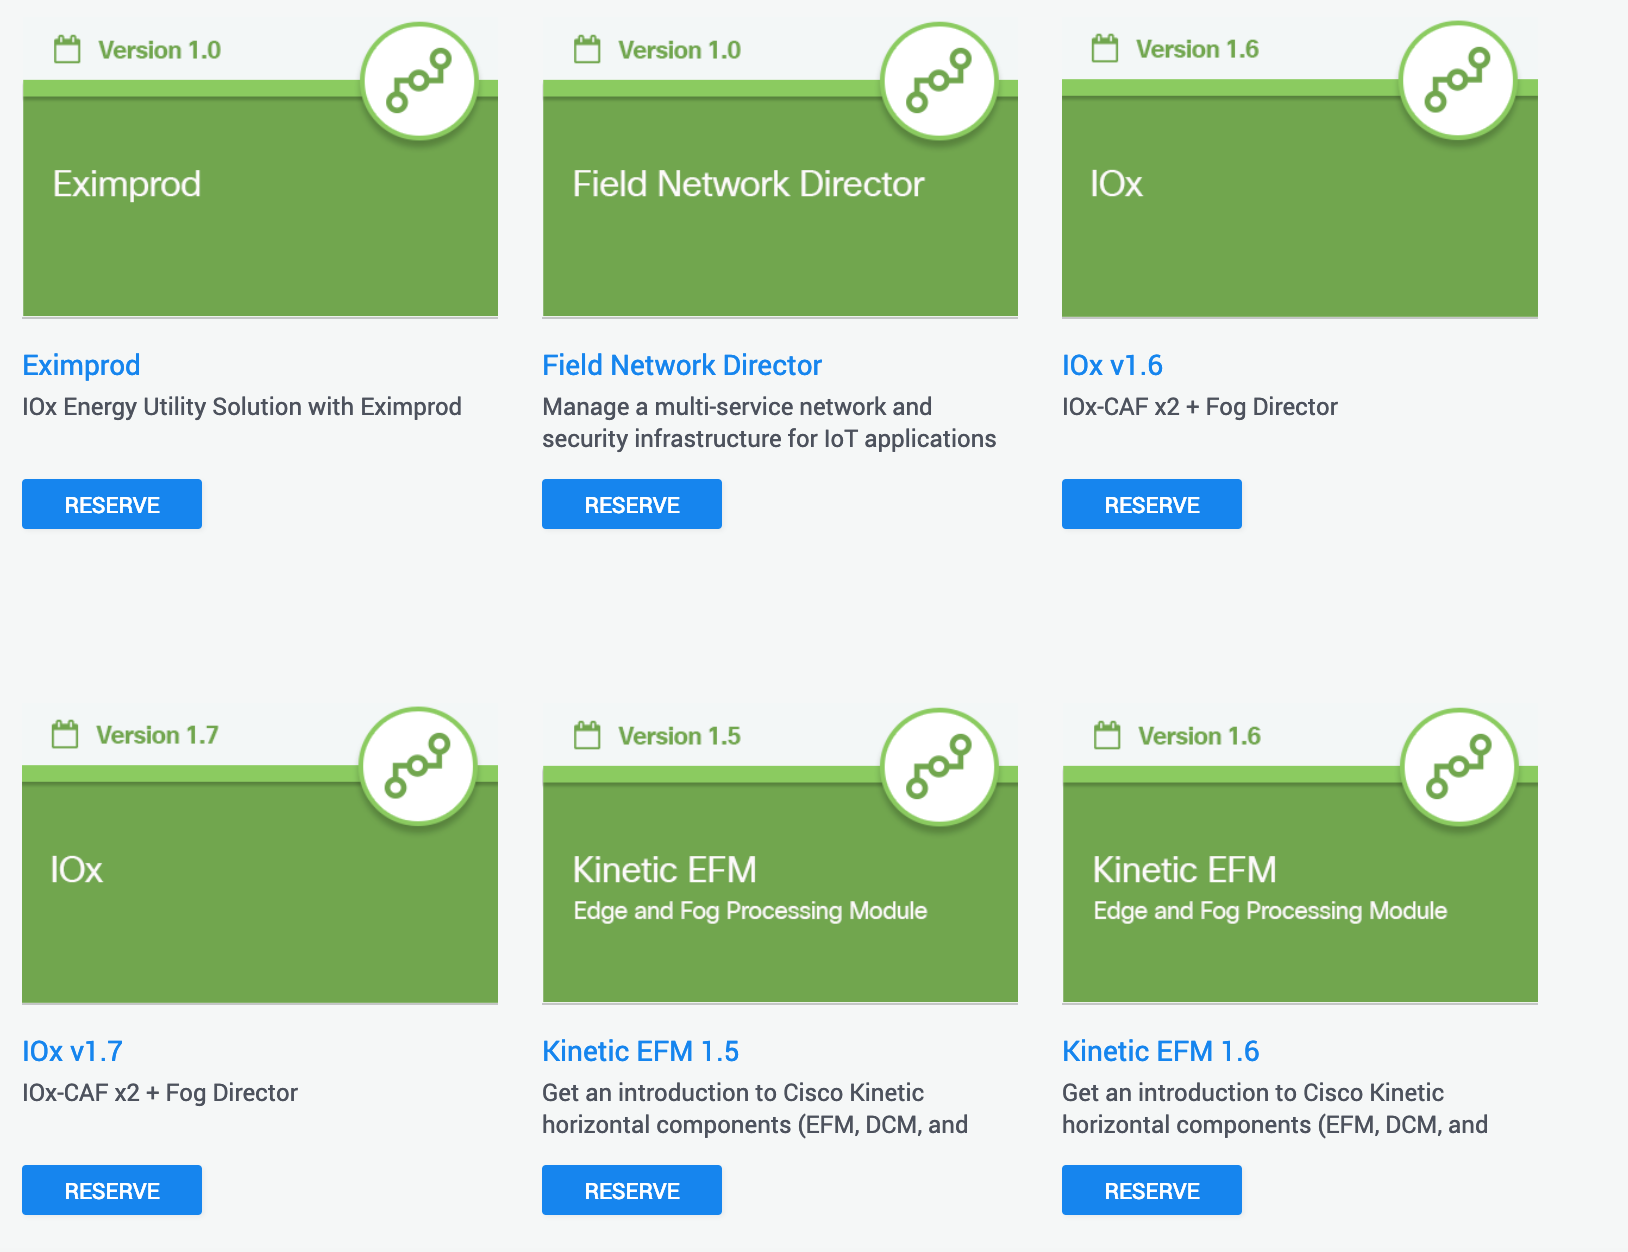 Version 1.0
Eximprod
Eximprod
IOx Energy Utility Solution with Eximprod
RESERVE
Version 1.0
Field Network Director
Field Network Director
Manage a multi-service network and
security infrastructure for IoT applications
RESERVE
Version 1.6
IOx
IOx v1.6
IOx-CAF x2 + Fog Director
RESERVE
Version 1.7
IOx
IOx v1.7
IOx-CAF x2 + Fog Director
RESERVE
Version 1.5
Kinetic EFM
Edge and Fog Processing Module
Kinetic EFM 1.5
Get an introduction to Cisco Kinetic
horizontal components (EFM, DCM, and
RESERVE
Version 1.6
Kinetic EFM
Edge and Fog Processing Module
Kinetic EFM 1.6
Get an introduction to Cisco Kinetic
horizontal components (EFM, DCM, and
RESERVE